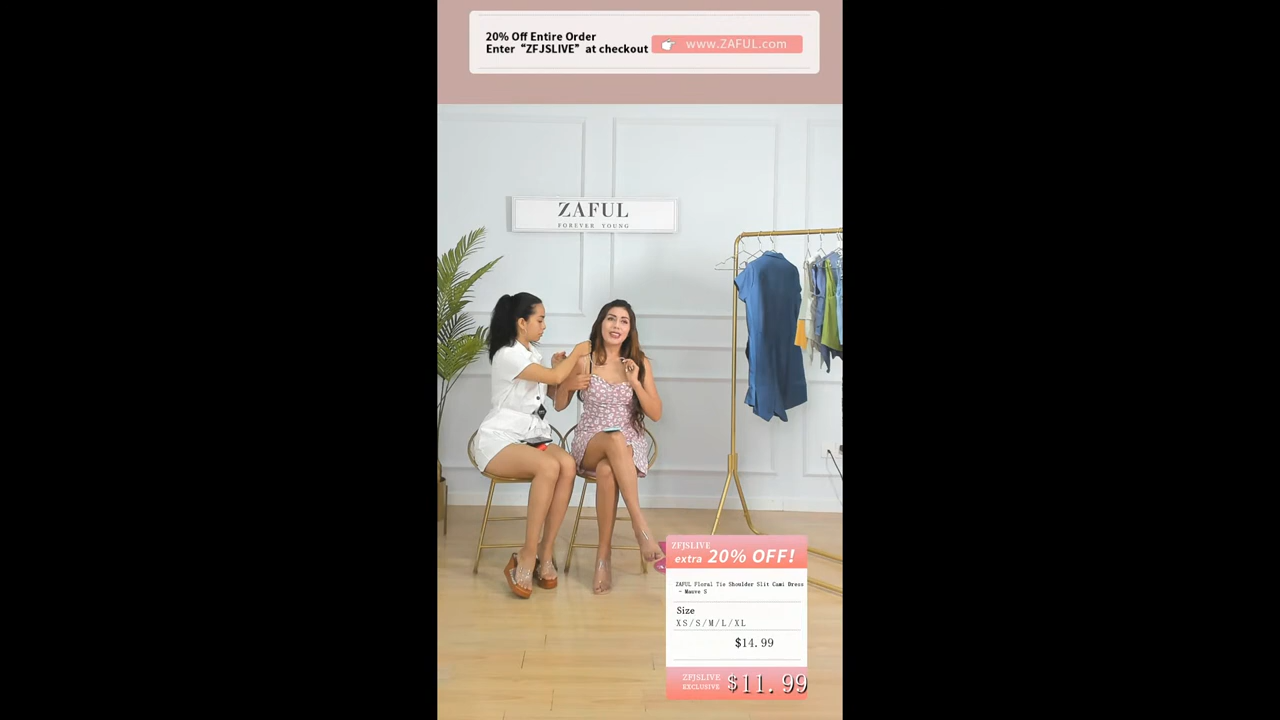 20% Off Entire Order
Enter “ZFJSLIVE” at checkout
www.ZAFUL.com
ZAFUL
FOREVER YOUNG
ZFJSLIVE
extra 20% OFF!
ZAFUL Floral Tie Shoulder Slit Cami Dress
- Mauve S
Size
XS/S/M/L/XL
$14.99
ZFJSLIVE
EXCLUSIVE
$11.99